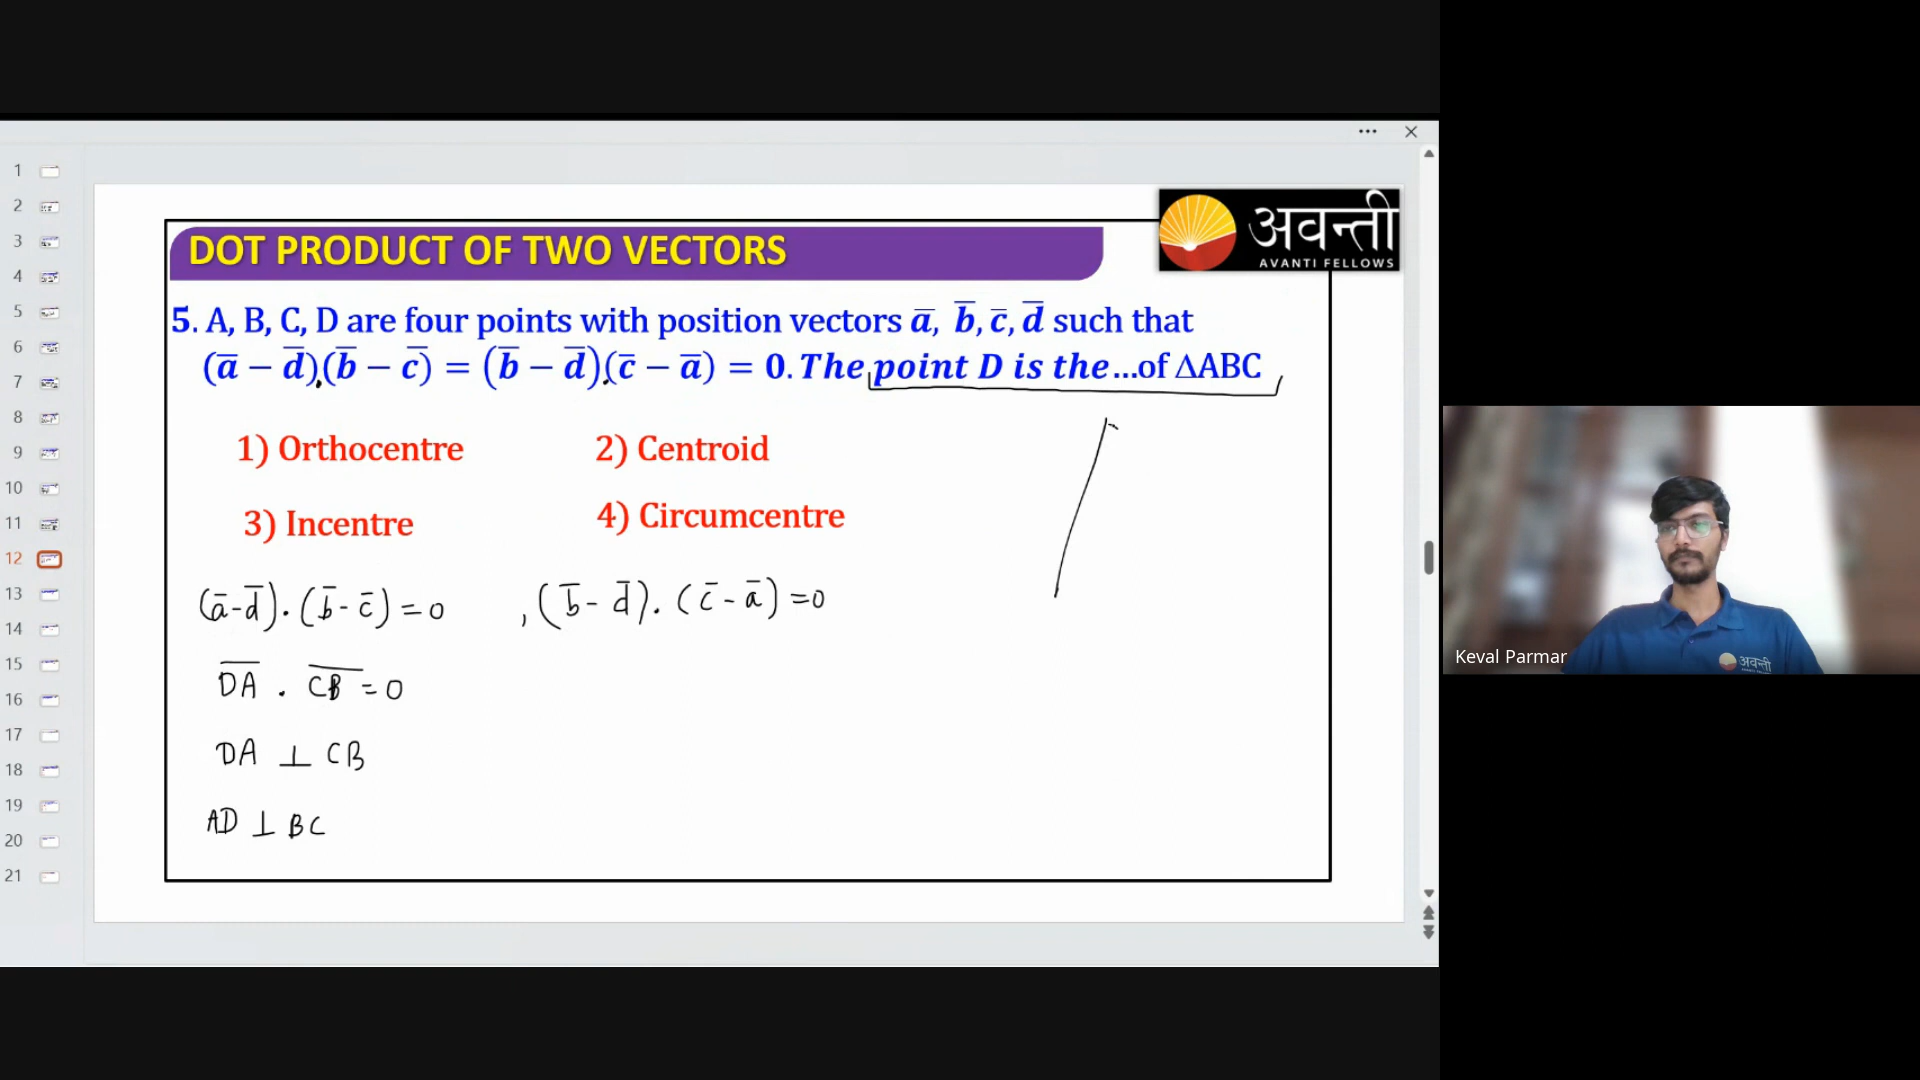 अवन्ती
AVANTI FELLOWS
DOT PRODUCT OF TWO VECTORS
5. A, B, C, D are four points with position vectors a̅, b̅, c̅, d̅ such that
(a̅ − d̅).(b̅ − c̅) = (b̅ − d̅).(c̅ − a̅) = 0. The point D is the...of ΔABC
1) Orthocentre 2) Centroid
3) Incentre 4) Circumcentre
(a̅-d̅)·(b̅-c̅)=0 , (b̅-d̅)·(c̅-a̅)=0
D̅A̅ · C̅B̅ = 0
DA ⊥ CB
AD ⊥ BC
1
2
3
4
5
6
7
8
9
10
11
12
13
14
15
16
17
18
19
20
21
Keval Parmar
अवन्ती